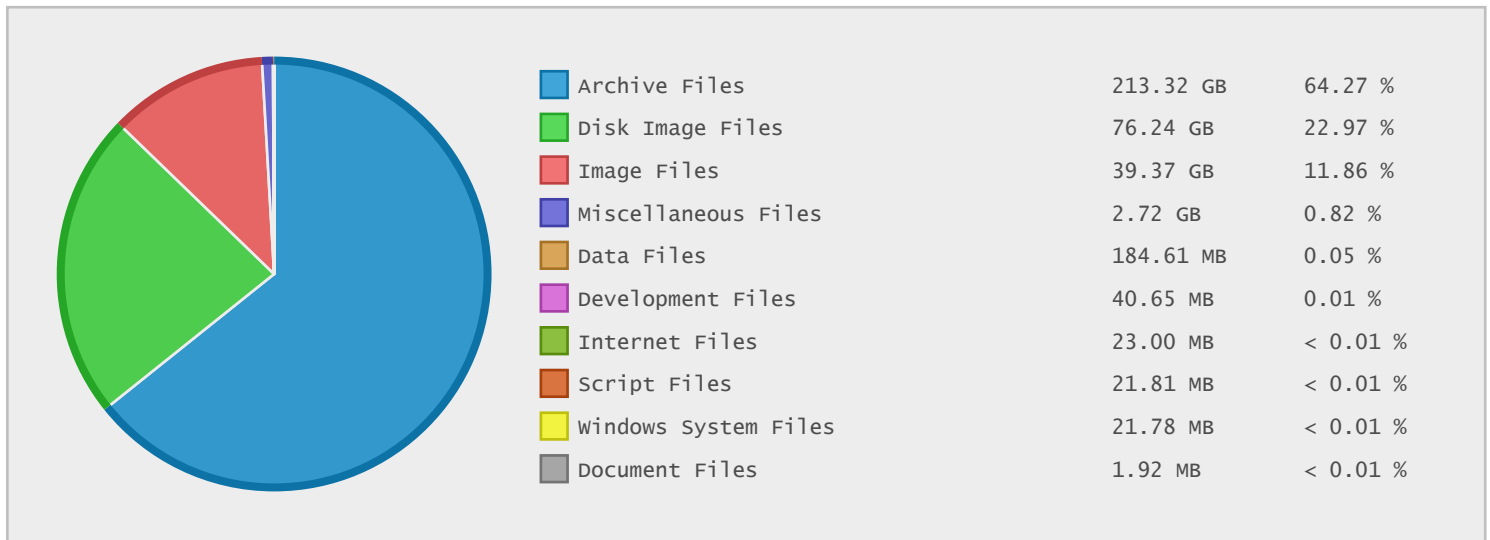 Archive Files 213.32 GB 64.27 %
Disk Image Files 76.24 GB 22.97 %
Image Files 39.37 GB 11.86 %
Miscellaneous Files 2.72 GB 0.82 %
Data Files 184.61 MB 0.05 %
Development Files 40.65 MB 0.01 %
Internet Files 23.00 MB < 0.01 %
Script Files 21.81 MB < 0.01 %
Windows System Files 21.78 MB < 0.01 %
Document Files 1.92 MB < 0.01 %